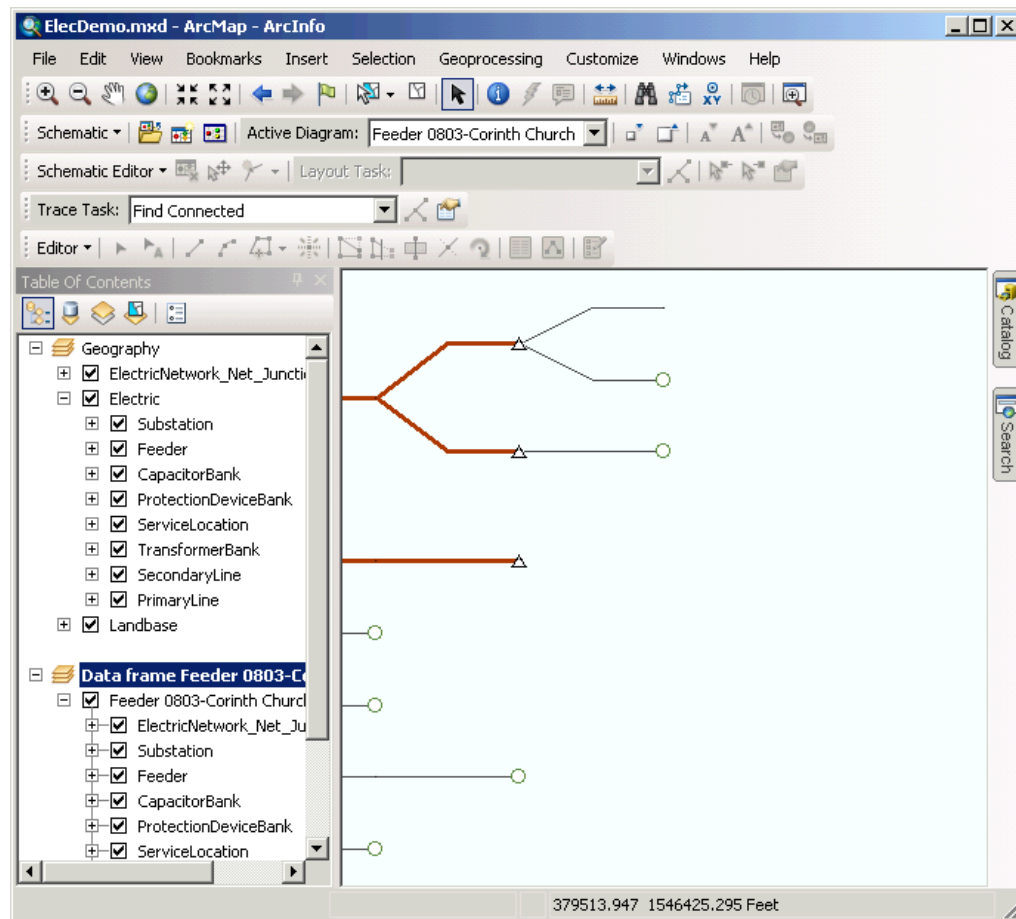 ElecDemo.mxd - ArcMap - ArcInfo
File Edit View Bookmarks Insert Selection Geoprocessing Customize Windows Help
Schematic Active Diagram: Feeder 0803-Corinth Church
Schematic Editor Layout Task:
Trace Task: Find Connected
Editor
Table Of Contents
Geography
ElectricNetwork_Net_Juncti
Electric
Substation
Feeder
CapacitorBank
ProtectionDeviceBank
ServiceLocation
TransformerBank
SecondaryLine
PrimaryLine
Landbase
Data frame Feeder 0803-Co
Feeder 0803-Corinth Churcl
ElectricNetwork_Net_Ju
Substation
Feeder
CapacitorBank
ProtectionDeviceBank
ServiceLocation
Catalog
Search
379513.947 1546425.295 Feet